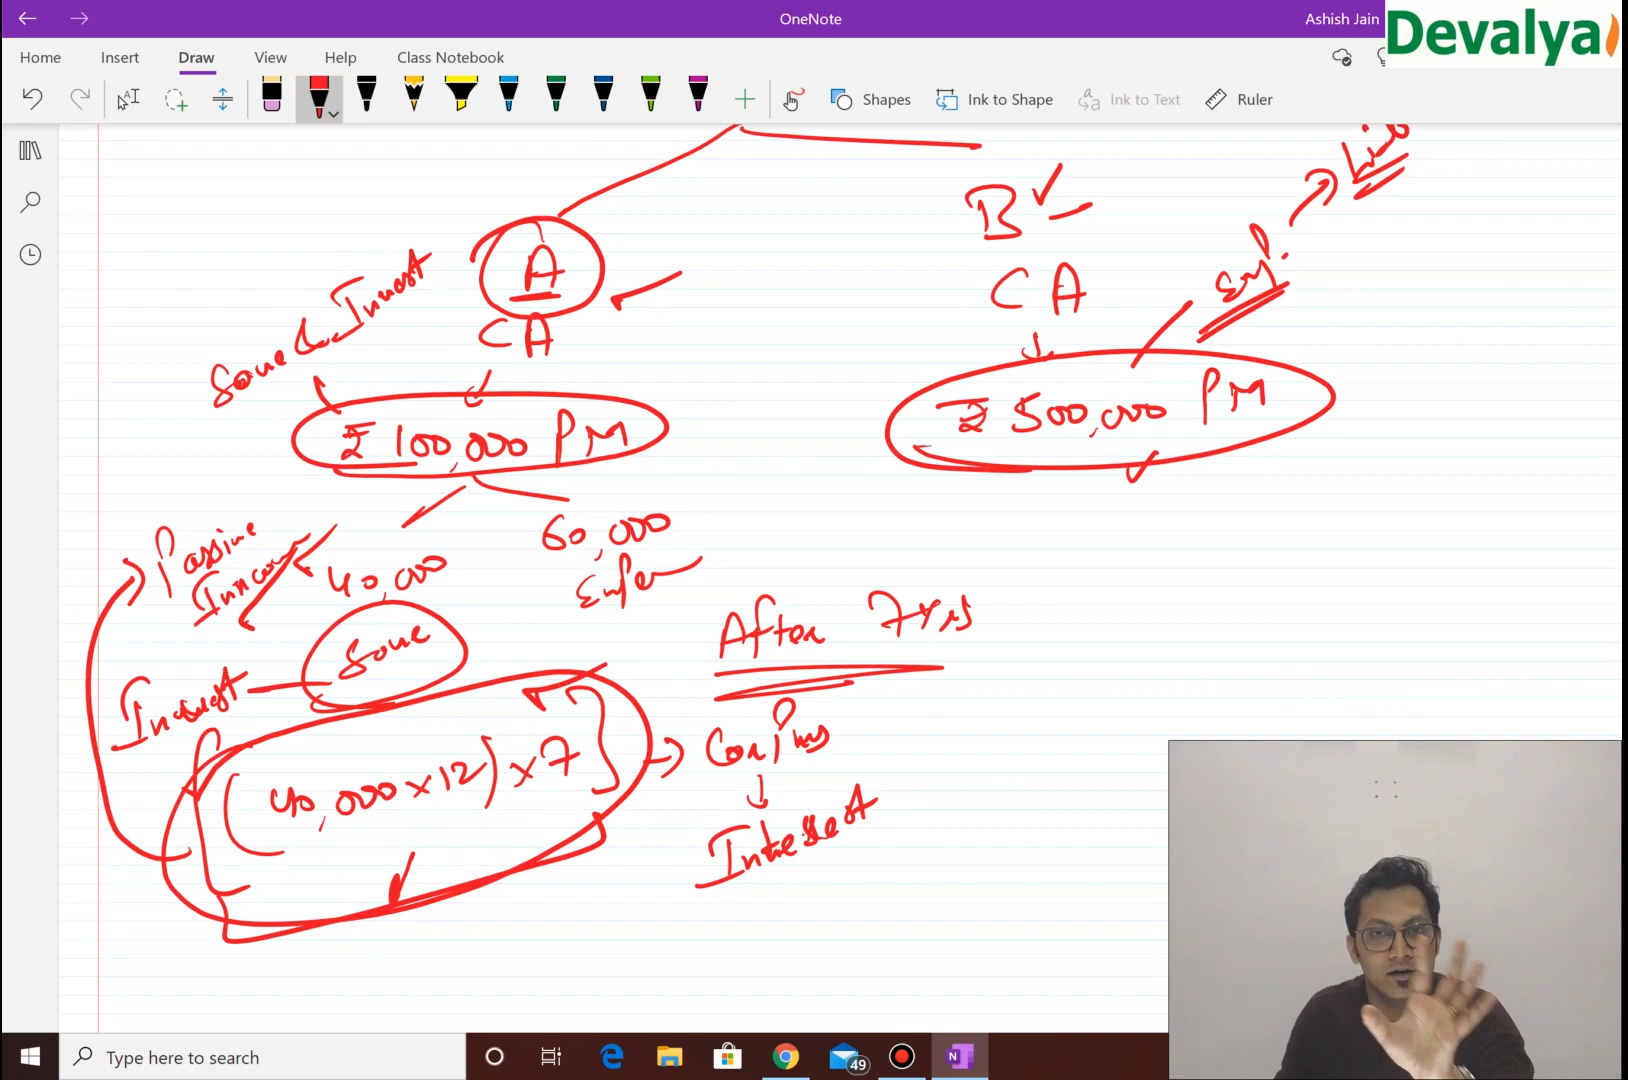 OneNote
Ashish Jain
Devalya
Home
Insert
Draw
View
Help
Class Notebook
Shapes
Ink to Shape
Ink to Text
Ruler
A
CA
Save & Invest
₹ 100,000 PM
B
CA
Exp.
₹ 500,000 PM
40,000
60,000
Passive
Income
Save
Invest
(40,000×12)×7
After 7 yrs
Corpus
Interest
Type here to search
49